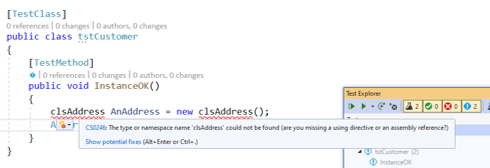 [TestClass]
0 references | 0 changes | 0 authors, 0 changes
public class tstCustomer
{
[TestMethod]
| 0 references | 0 changes | 0 authors, 0 changes
public void InstanceOK()
{
clsAddress AnAddress = new clsAddress();
A
CS0246: The type or namespace name 'clsAddress' could not be found (are you missing a using directive or an assembly reference?)
Show potential fixes (Alt+Enter or Ctrl+.)
}
}
Test Explorer
2 0 0 2
tstCustomer (2)
InstanceOK